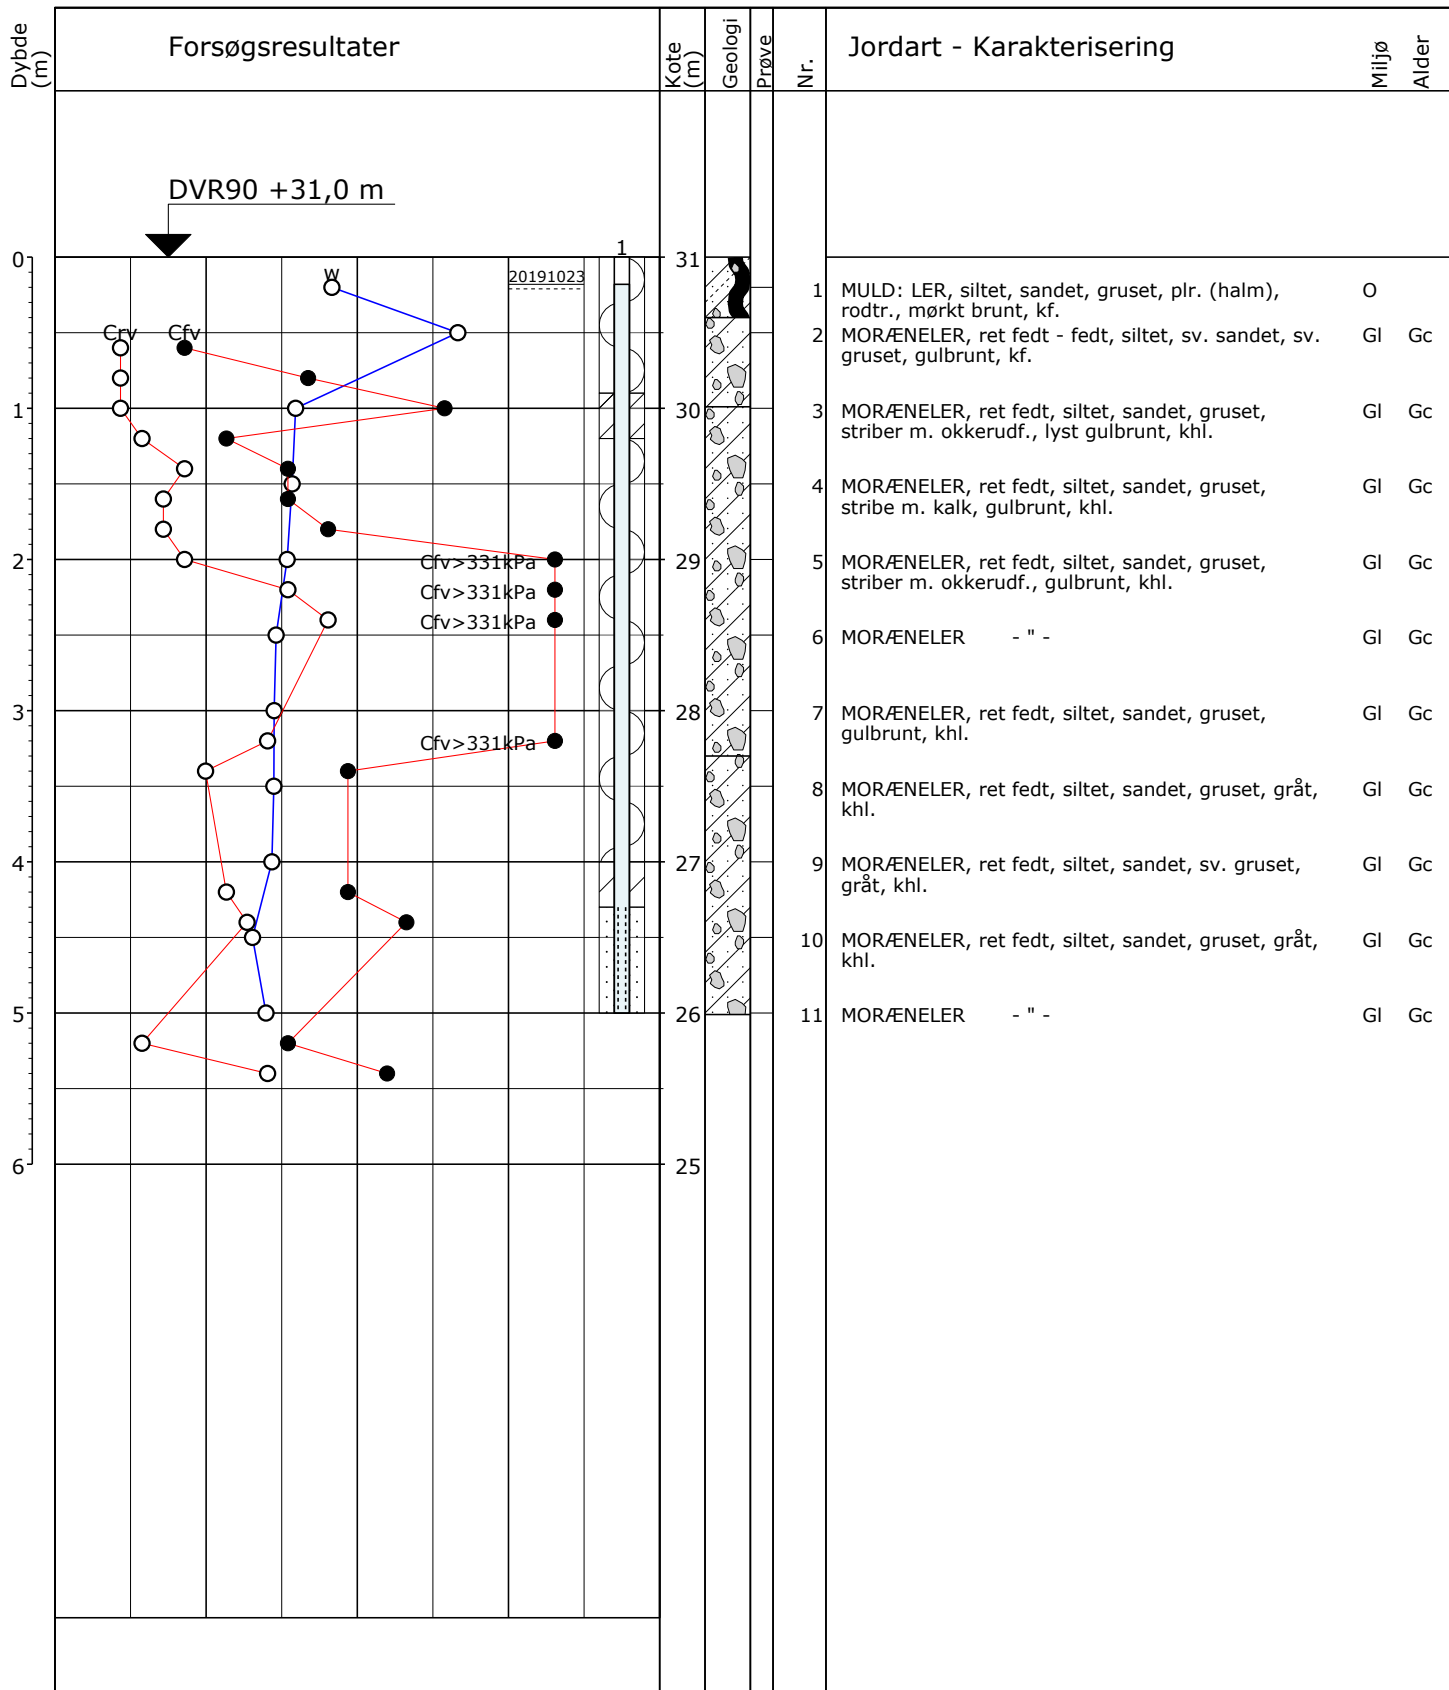 Dybde
(m)
Forsøgsresultater
Kote
(m)
Geologi
Prøve
Nr.
Jordart - Karakterisering
Miljø
Alder
DVR90 +31,0 m
1
0
31
w
20191023
1 MULD: LER, siltet, sandet, gruset, plr. (halm), O
rodtr., mørkt brunt, kf.
Crv Cfv
2 MORÆNELER, ret fedt - fedt, siltet, sv. sandet, sv. Gl Gc
gruset, gulbrunt, kf.
1
30
3 MORÆNELER, ret fedt, siltet, sandet, gruset, Gl Gc
striber m. okkerudf., lyst gulbrunt, khl.
4 MORÆNELER, ret fedt, siltet, sandet, gruset, Gl Gc
stribe m. kalk, gulbrunt, khl.
2
Cfv>331kPa
29
5 MORÆNELER, ret fedt, siltet, sandet, gruset, Gl Gc
striber m. okkerudf., gulbrunt, khl.
Cfv>331kPa
Cfv>331kPa
6 MORÆNELER - " - Gl Gc
3
28
7 MORÆNELER, ret fedt, siltet, sandet, gruset, Gl Gc
gulbrunt, khl.
Cfv>331kPa
8 MORÆNELER, ret fedt, siltet, sandet, gruset, gråt, Gl Gc
khl.
4
27
9 MORÆNELER, ret fedt, siltet, sandet, sv. gruset, Gl Gc
gråt, khl.
10 MORÆNELER, ret fedt, siltet, sandet, gruset, gråt, Gl Gc
khl.
5
26
11 MORÆNELER - " - Gl Gc
6
25